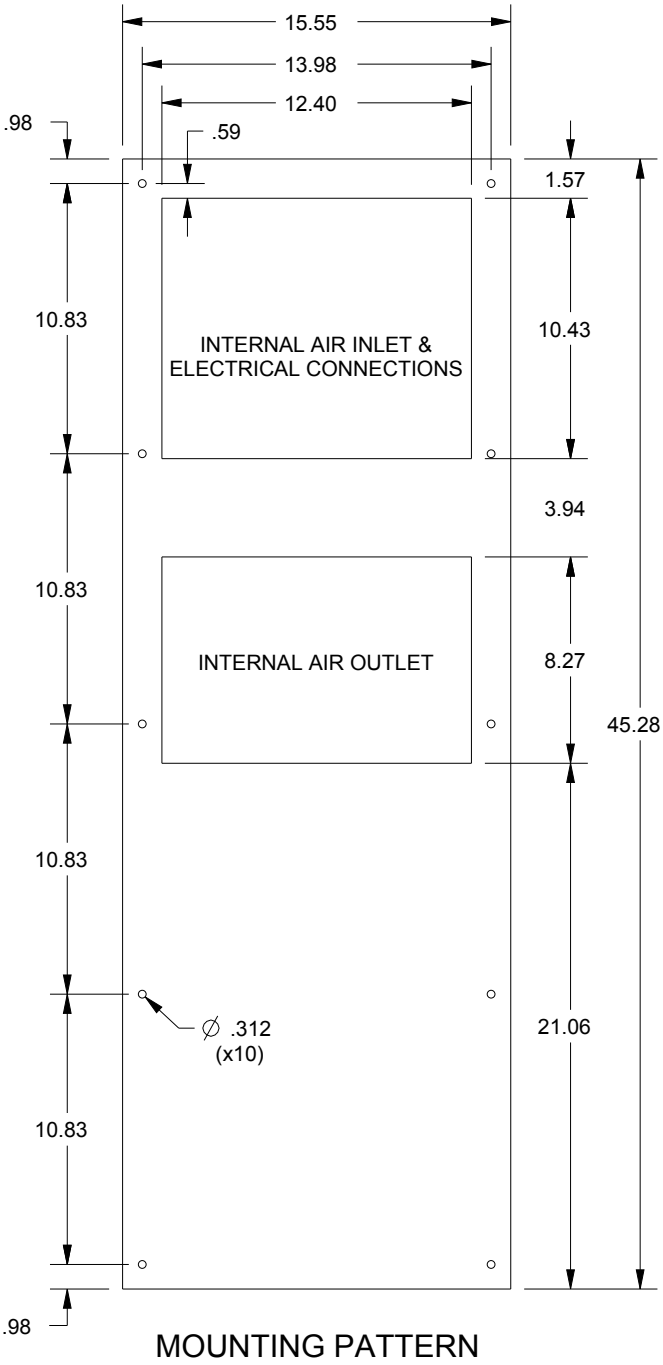 15.55
13.98
12.40
.98
.59
1.57
10.83
INTERNAL AIR INLET &
ELECTRICAL CONNECTIONS
10.43
3.94
10.83
INTERNAL AIR OUTLET
8.27
45.28
10.83
Ø .312
(x10)
21.06
10.83
.98
MOUNTING PATTERN